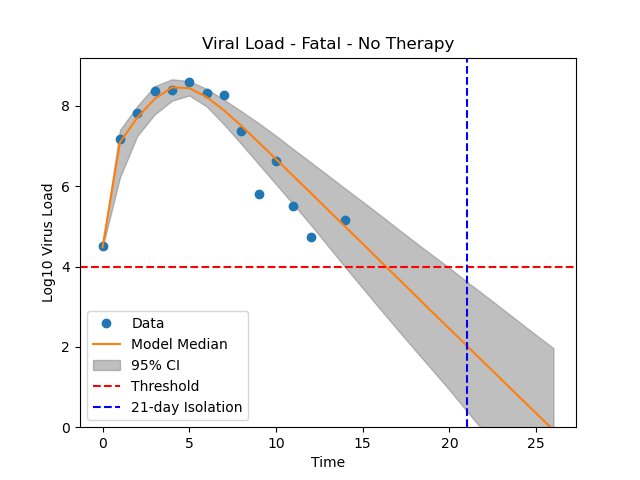 Viral Load - Fatal - No Therapy
Log10 Virus Load
8
6
4
2
0
Data
Model Median
95% CI
Threshold
21-day Isolation
0
5
10
15
20
25
Time